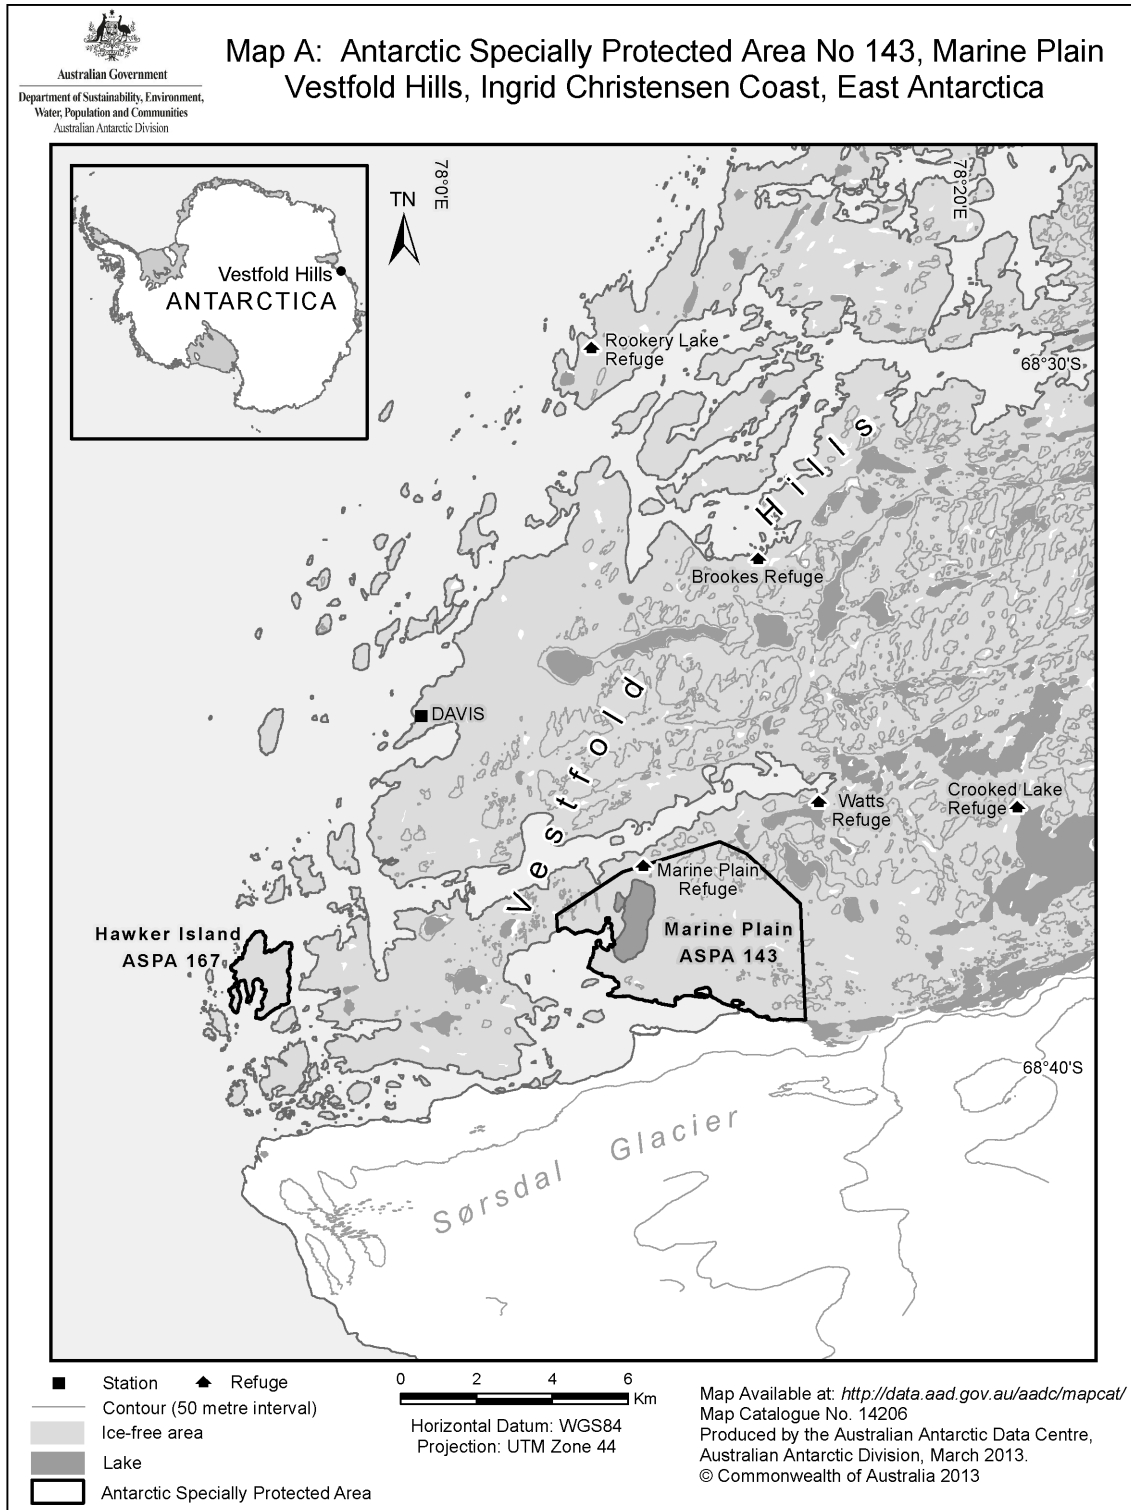 Australian Government
Department of Sustainability, Environment,
Water, Population and Communities
Australian Antarctic Division
Map A: Antarctic Specially Protected Area No 143, Marine Plain
Vestfold Hills, Ingrid Christensen Coast, East Antarctica
78°0'E
78°20'E
TN
Vestfold Hills
ANTARCTICA
Rookery Lake
Refuge
68°30'S
Vestfold Hills
Brookes Refuge
DAVIS
Watts
Refuge
Crooked Lake
Refuge
Marine Plain
Refuge
Hawker Island
ASPA 167
Marine Plain
ASPA 143
68°40'S
Sørsdal Glacier
Station
Refuge
Contour (50 metre interval)
Ice-free area
Lake
Antarctic Specially Protected Area
0 2 4 6
Km
Horizontal Datum: WGS84
Projection: UTM Zone 44
Map Available at: http://data.aad.gov.au/aadc/mapcat/
Map Catalogue No. 14206
Produced by the Australian Antarctic Data Centre,
Australian Antarctic Division, March 2013.
© Commonwealth of Australia 2013